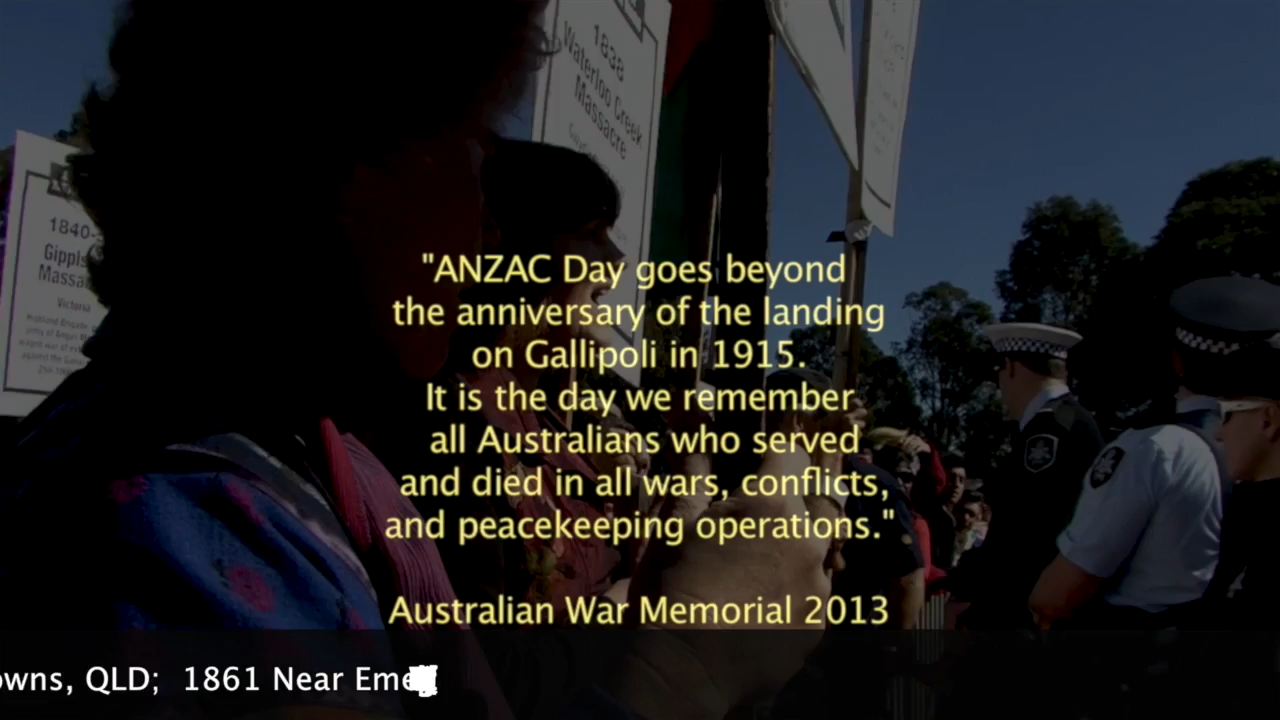 1838
Waterloo Creek
Massacre
1840-
Gippls
Massa
Victoria
"ANZAC Day goes beyond
the anniversary of the landing
on Gallipoli in 1915.
It is the day we remember
all Australians who served
and died in all wars, conflicts,
and peacekeeping operations."
Australian War Memorial 2013
owns, QLD; 1861 Near Eme